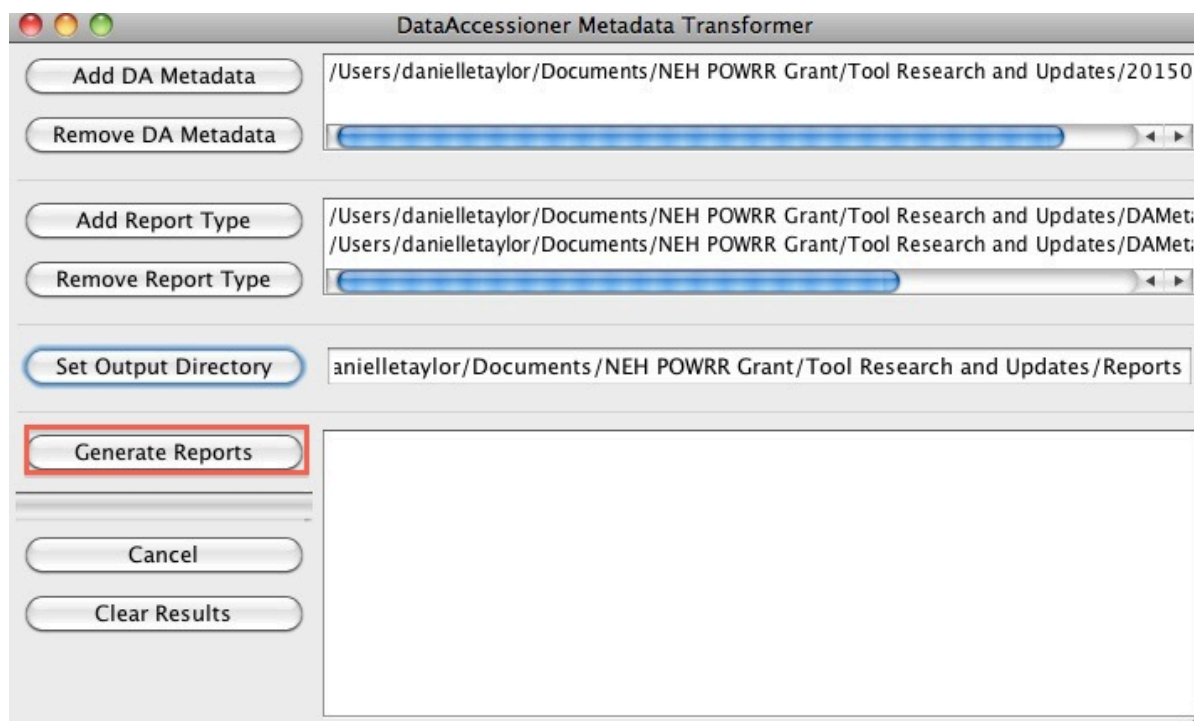 DataAccessioner Metadata Transformer
Add DA Metadata
/Users/danielletaylor/Documents/NEH POWRR Grant/Tool Research and Updates/20150
Remove DA Metadata
Add Report Type
/Users/danielletaylor/Documents/NEH POWRR Grant/Tool Research and Updates/DAMeta
/Users/danielletaylor/Documents/NEH POWRR Grant/Tool Research and Updates/DAMeta
Remove Report Type
Set Output Directory
anielletaylor/Documents/NEH POWRR Grant/Tool Research and Updates/Reports
Generate Reports
Cancel
Clear Results